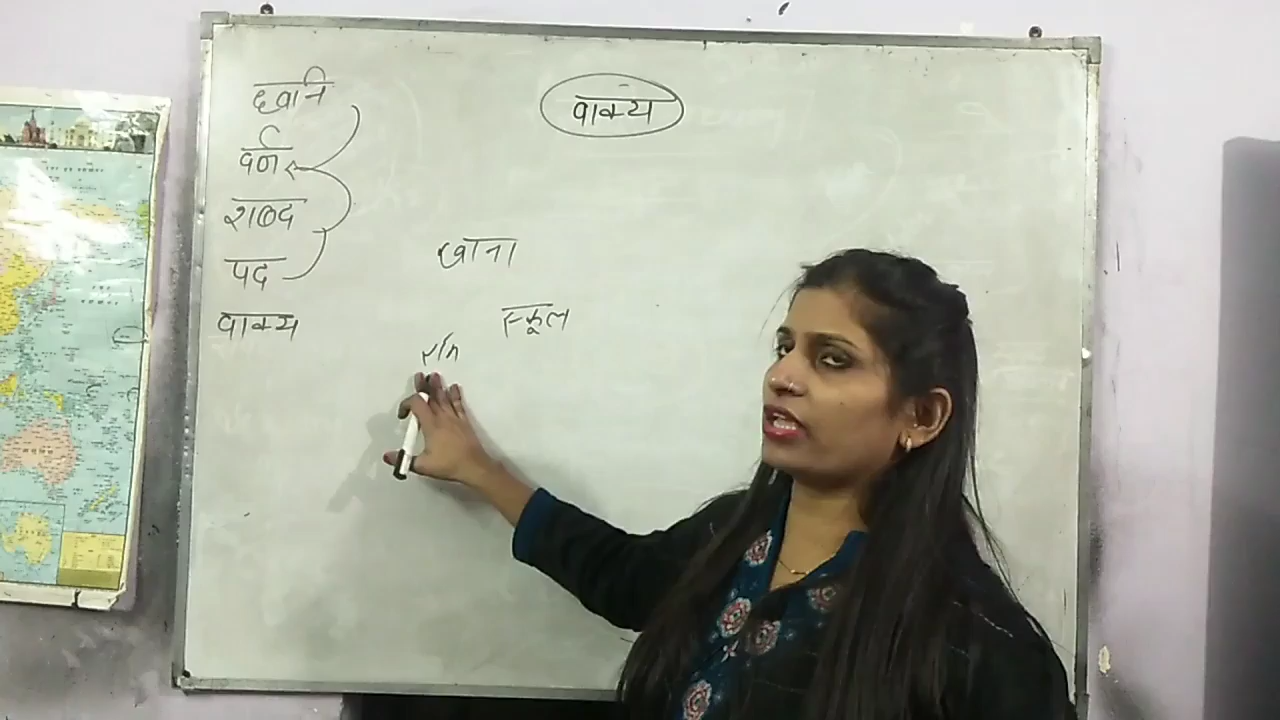 वाक्य
ध्वनि
वर्ण
शब्द
पद
वाक्य
खाना
स्कूल
राम